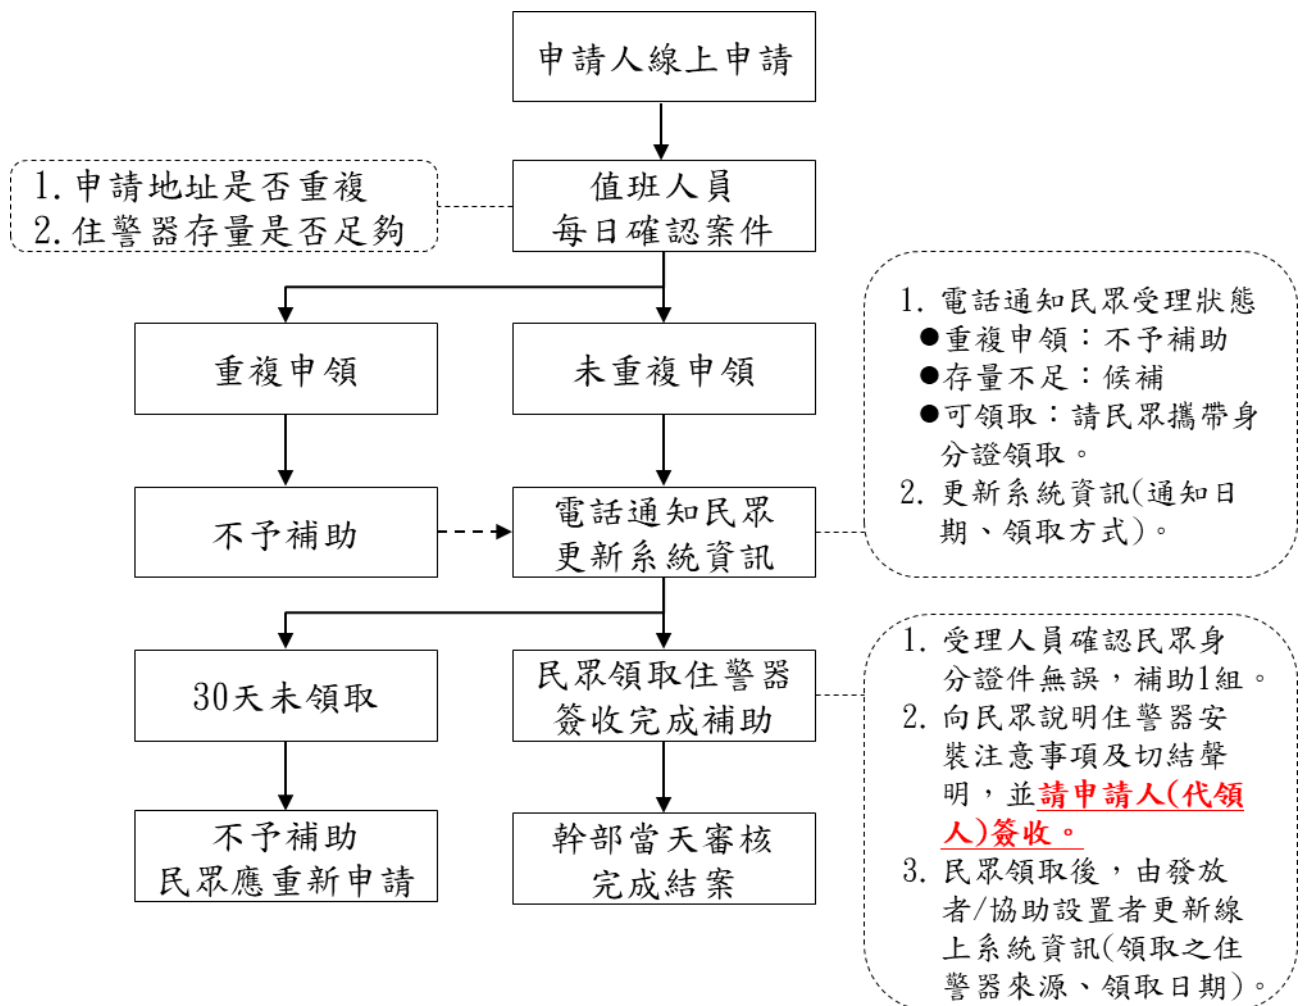 申請人線上申請
1. 申請地址是否重複
2. 住警器存量是否足夠
值班人員
每日確認案件
重複申領
未重複申領
不予補助
電話通知民眾
更新系統資訊
1. 電話通知民眾受理狀態
●重複申領：不予補助
●存量不足：候補
●可領取：請民眾攜帶身
分證領取。
2. 更新系統資訊(通知日
期、領取方式)。
30天未領取
民眾領取住警器
簽收完成補助
不予補助
民眾應重新申請
幹部當天審核
完成結案
1. 受理人員確認民眾身
分證件無誤，補助1組。
2. 向民眾說明住警器安
裝注意事項及切結聲
明，並請申請人(代領
人)簽收。
3. 民眾領取後，由發放
者/協助設置者更新線
上系統資訊(領取之住
警器來源、領取日期)。